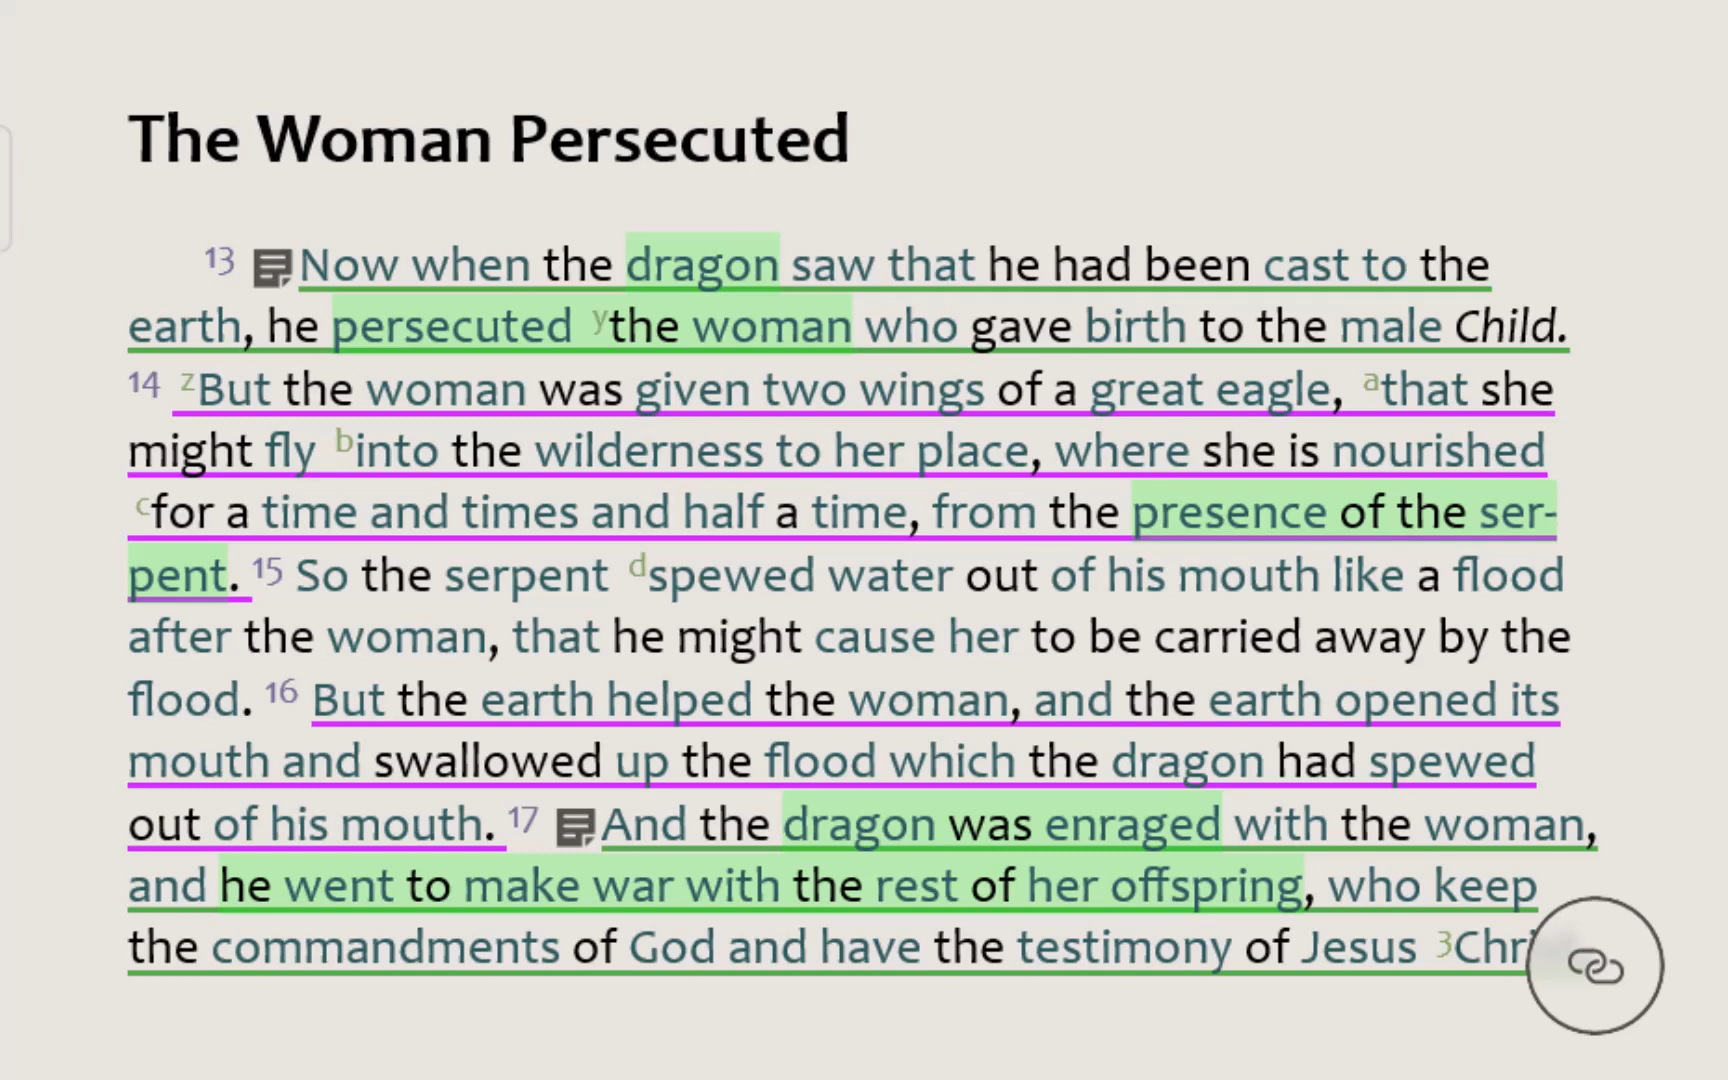 The Woman Persecuted
13 Now when the dragon saw that he had been cast to the
earth, he persecuted ythe woman who gave birth to the male Child.
14 zBut the woman was given two wings of a great eagle, athat she
might fly binto the wilderness to her place, where she is nourished
cfor a time and times and half a time, from the presence of the ser-
pent. 15 So the serpent dspewed water out of his mouth like a flood
after the woman, that he might cause her to be carried away by the
flood. 16 But the earth helped the woman, and the earth opened its
mouth and swallowed up the flood which the dragon had spewed
out of his mouth. 17 And the dragon was enraged with the woman,
and he went to make war with the rest of her offspring, who keep
the commandments of God and have the testimony of Jesus